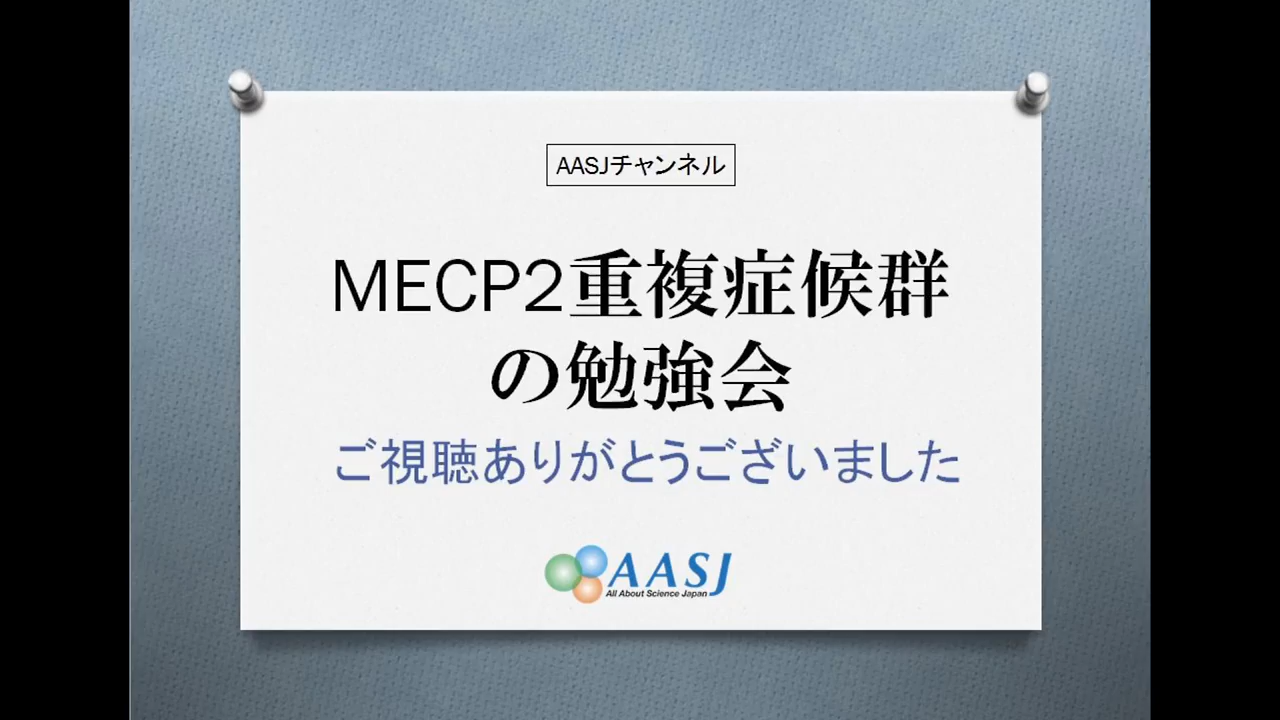 AASJチャンネル
MECP2重複症候群
の勉強会
ご視聴ありがとうございました
AASJ
All About Science Japan